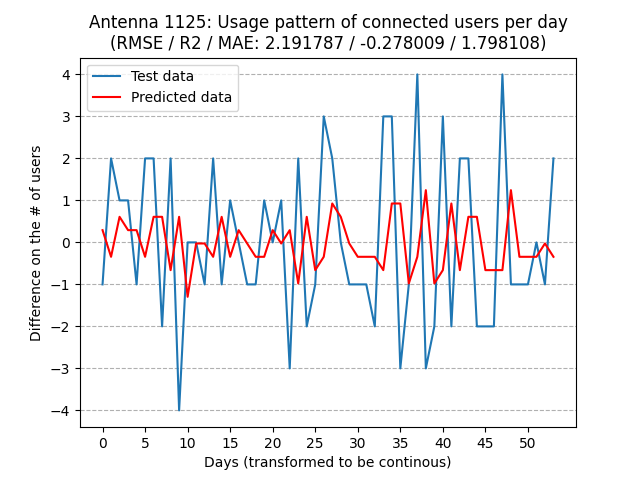 Antenna 1125: Usage pattern of connected users per day
(RMSE / R2 / MAE: 2.191787 / -0.278009 / 1.798108)
Test data
Predicted data
Difference on the # of users
4
3
2
1
0
−1
−2
−3
−4
0 5 10 15 20 25 30 35 40 45 50
Days (transformed to be continous)